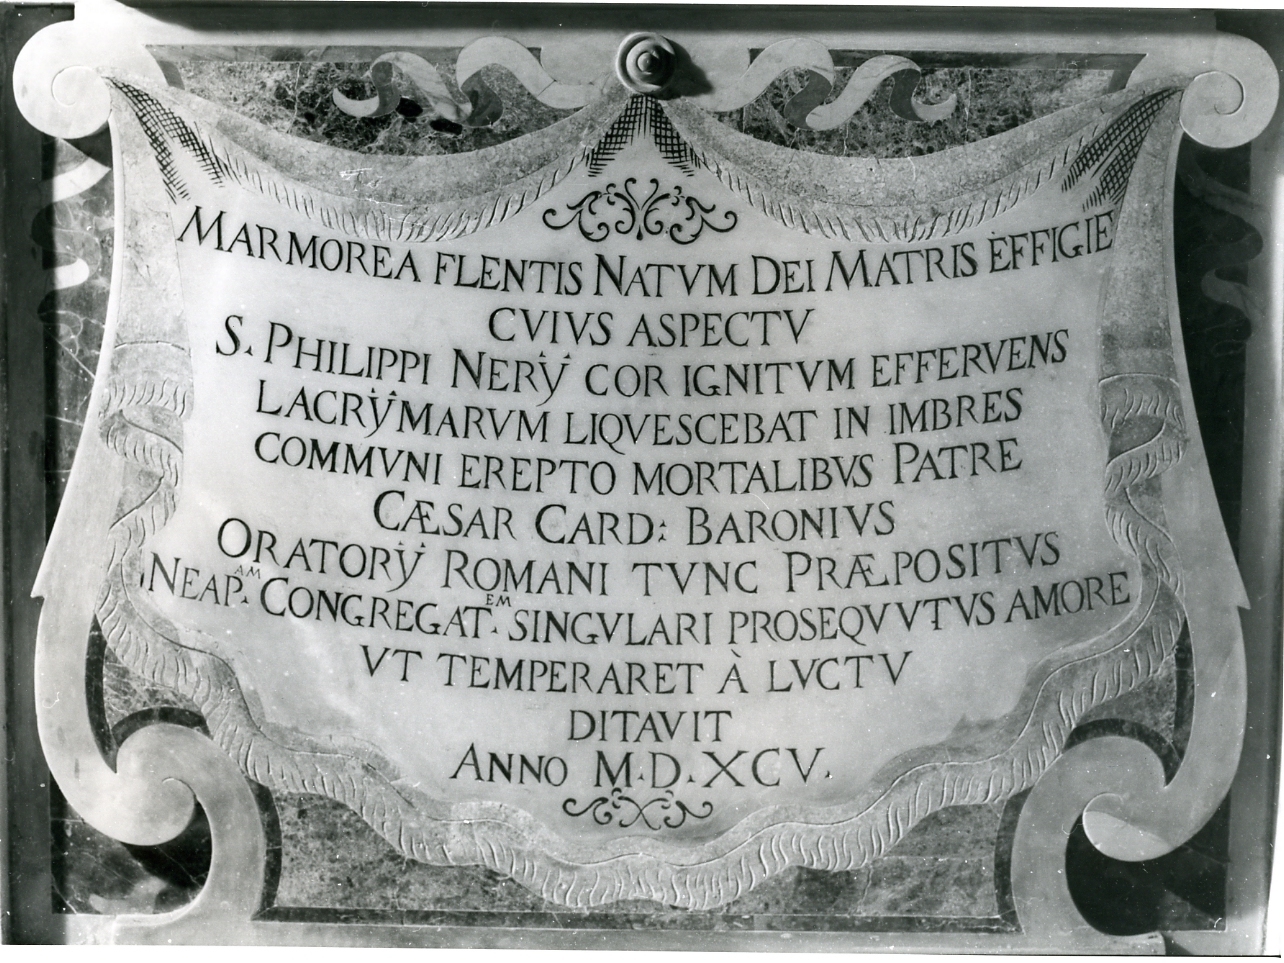 MARMOREA FLENTIS NATVM DEI MATRIS EFFIGIE
CVIVS ASPECTV
S. PHILIPPI NERÿ COR IGNITVM EFFERVENS
LACRÿMARVM LIQVESCEBAT IN IMBRES
COMMVNI EREPTO MORTALIBVS PATRE
CÆSAR CARD: BARONIVS
ORATORÿ ROMANI TVNC PRÆPOSITVS
NEAP.AM CONGREGAT.EM SINGVLARI PROSEQVVTVS AMORE
VT TEMPERARET À LVCTV
DITAVIT
ANNO M.D.XCV.